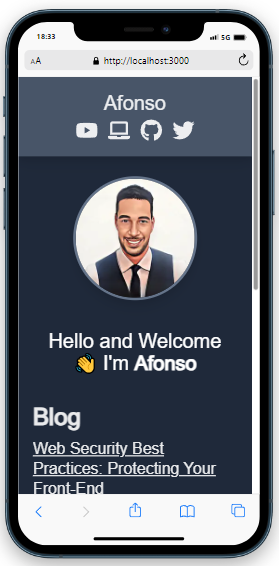 18:33
5G
AA
http://localhost:3000
Afonso
Hello and Welcome
👋 I'm Afonso
Blog
Web Security Best
Practices: Protecting Your
Front-End